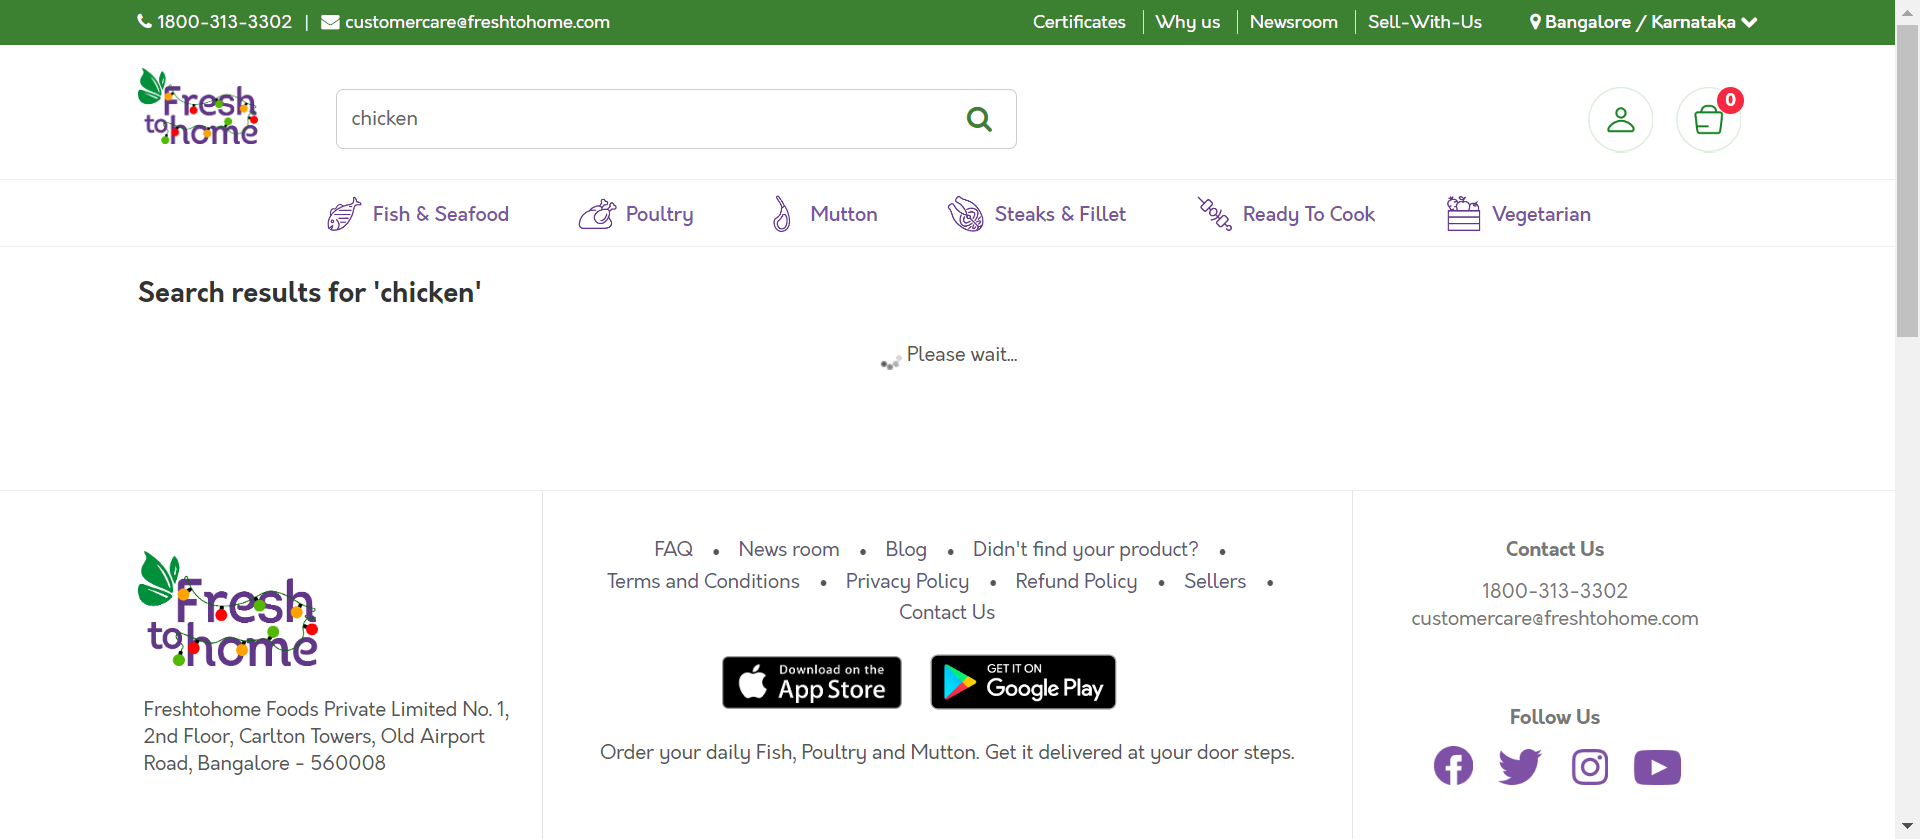 1800-313-3302 | customercare@freshtohome.com Certificates Why us Newsroom Sell-With-Us Bangalore / Karnataka
Fresh
to home
chicken
0
Fish & Seafood Poultry Mutton Steaks & Fillet Ready To Cook Vegetarian
Search results for 'chicken'
Please wait...
Fresh
to home
Freshtohome Foods Private Limited No. 1,
2nd Floor, Carlton Towers, Old Airport
Road, Bangalore - 560008
FAQ • News room • Blog • Didn't find your product? •
Terms and Conditions • Privacy Policy • Refund Policy • Sellers •
Contact Us
Download on the
App Store
GET IT ON
Google Play
Order your daily Fish, Poultry and Mutton. Get it delivered at your door steps.
Contact Us
1800-313-3302
customercare@freshtohome.com
Follow Us